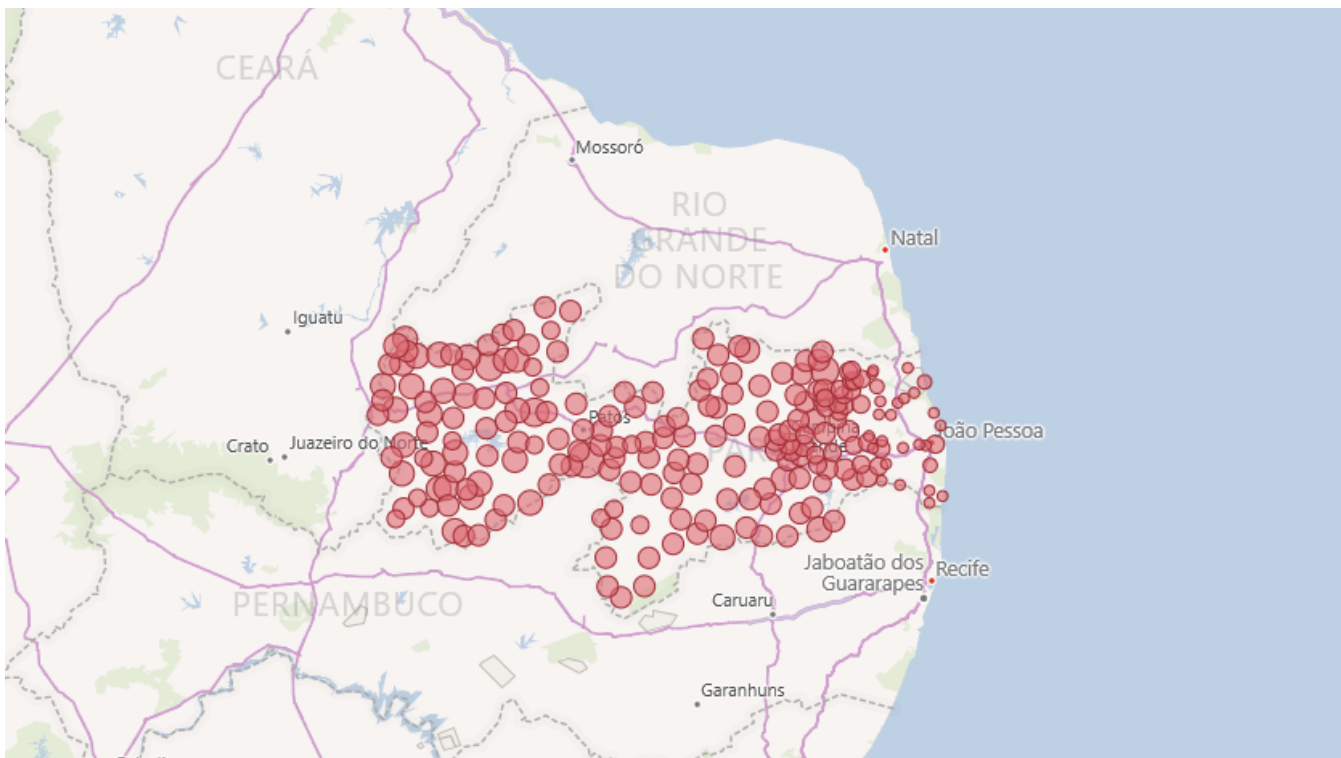 CEARÁ
Mossoró
RIO
GRANDE
DO NORTE
Natal
Iguatu
Patos
Crato
Juazeiro do Norte
João Pessoa
Jaboatão dos
Guararapes
Recife
PERNAMBUCO
Caruaru
Garanhuns